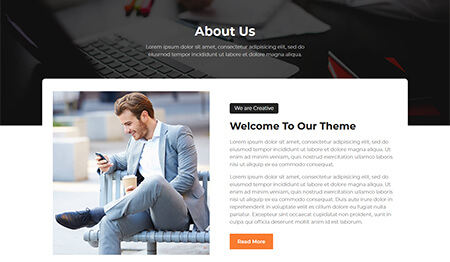 About Us
Lorem ipsum dolor sit amet, consectetur adipiscing elit, sed do
eiusmod tempor incididunt ut labore et dolore magna aliqua.
We are Creative
Welcome To Our Theme
Lorem ipsum dolor sit amet, consectetur adipiscing elit, sed do
eiusmod tempor incididunt ut labore et dolore magna aliqua. Ut
enim ad minim veniam, quis nostrud exercitation ullamco laboris
nisi ut aliquip ex ea commodo consequat.
Lorem ipsum dolor sit amet, consectetur adipiscing elit, sed do
eiusmod tempor incididunt ut labore et dolore magna aliqua. Ut
enim ad minim veniam, quis nostrud exercitation ullamco laboris
nisi ut aliquip ex ea commodo consequat. Duis aute irure dolor in
reprehenderit in voluptate velit esse cillum dolore eu fugiat nulla
pariatur. Excepteur sint occaecat cupidatat non proident, sunt in
culpa qui officia deserunt mollit anim id est laborum.
Read More